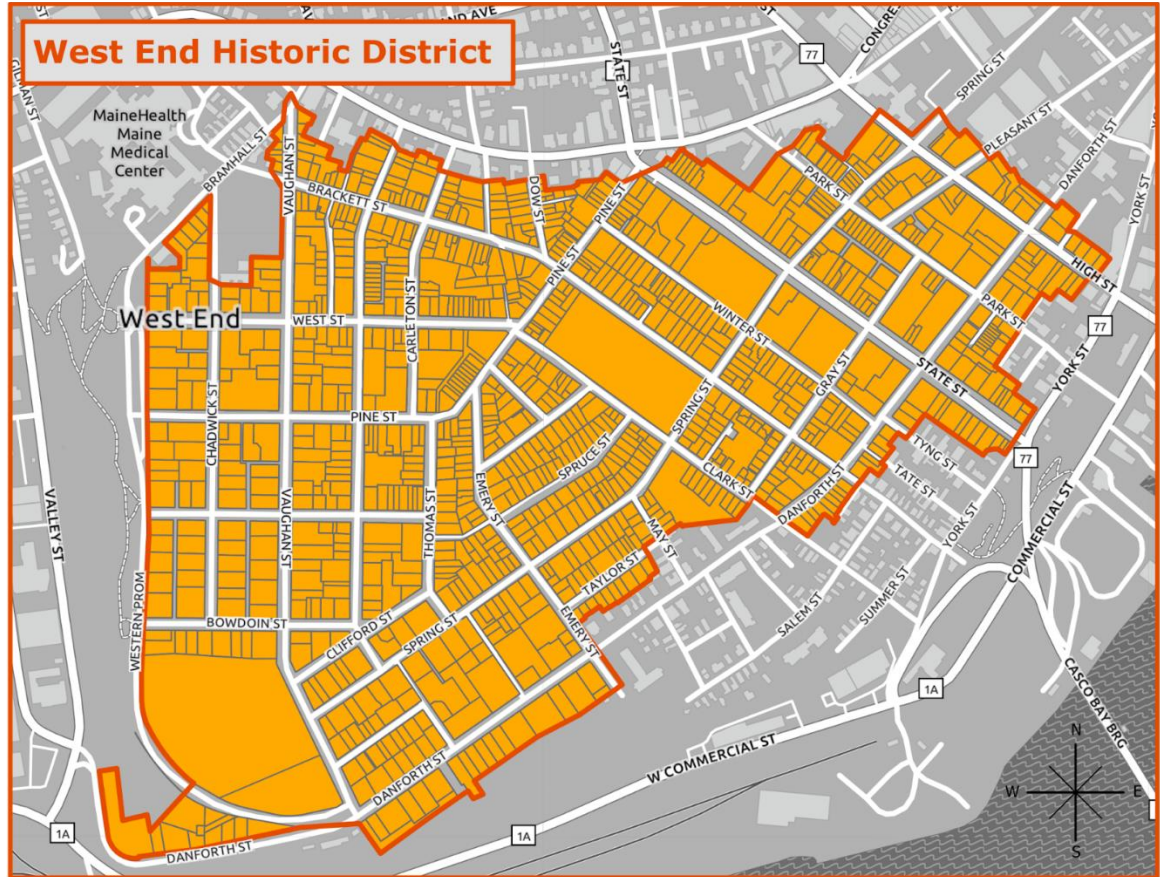 West End Historic District
STATE ST
77
CONGRE
SPRING ST
GILMAN ST
MaineHealth
Maine
Medical
Center
BRAMHALL ST
VAUGHAN ST
BRACKETT ST
DOW ST
PINE ST
PARK ST
PLEASANT ST
DANFORTH ST
YORK ST
HIGH ST
PINE ST
West End
WEST ST
CARLETON ST
WINTER ST
PARK ST
77
YORK ST
STATE ST
GRAY ST
CHADWICK ST
PINE ST
SPRING ST
SPRUCE ST
CLARK ST
TYNG ST
77
TATE ST
VALLEY ST
VAUGHAN ST
THOMAS ST
EMERY ST
MAY ST
DANFORTH ST
YORK ST
COMMERCIAL ST
TAYLOR ST
WESTERN PROM
BOWDOIN ST
CLIFFORD ST
SPRING ST
EMERY ST
SALEM ST
SUMMER ST
1A
CASCO BAY BRG
W COMMERCIAL ST
DANFORTH ST
N
W
E
S
1A
1A
DANFORTH ST